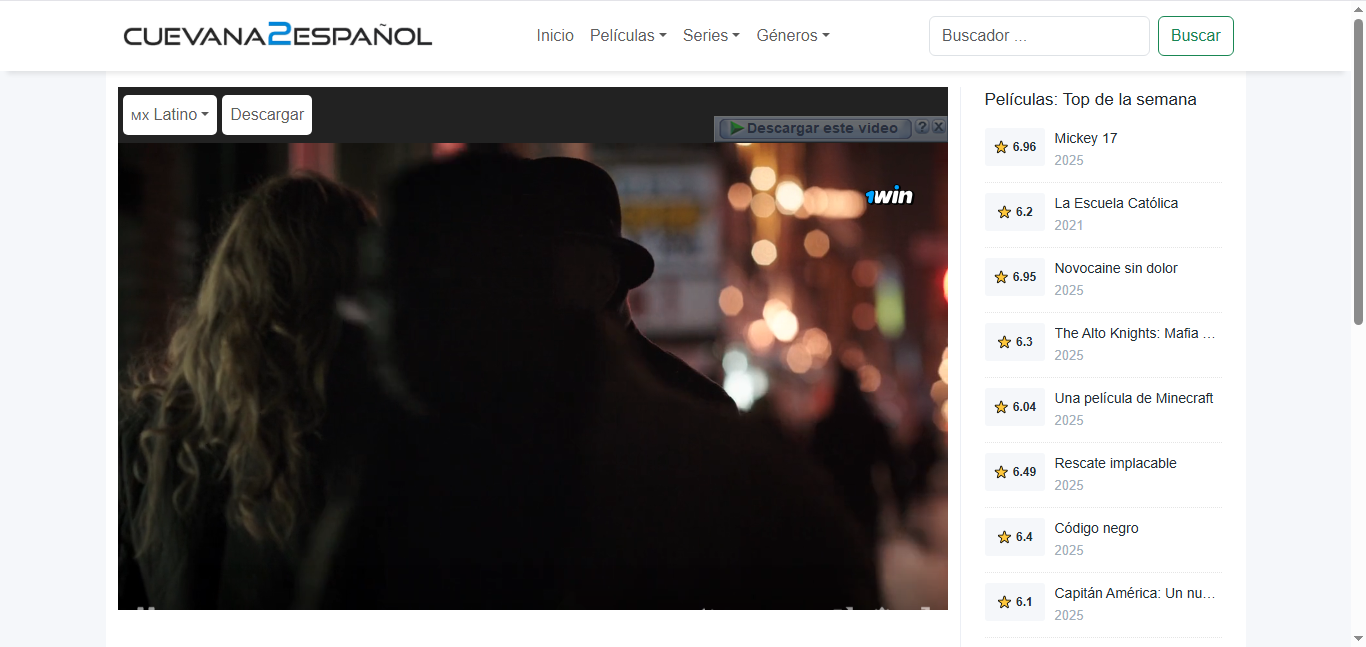 CUEVANA2ESPAÑOL
Inicio Películas Series Géneros
Buscador ...
Buscar
MX Latino
Descargar
Descargar este video ? X
1win
Películas: Top de la semana
6.96 Mickey 17
2025
6.2 La Escuela Católica
2021
6.95 Novocaine sin dolor
2025
6.3 The Alto Knights: Mafia ...
2025
6.04 Una película de Minecraft
2025
6.49 Rescate implacable
2025
6.4 Código negro
2025
6.1 Capitán América: Un nu...
2025